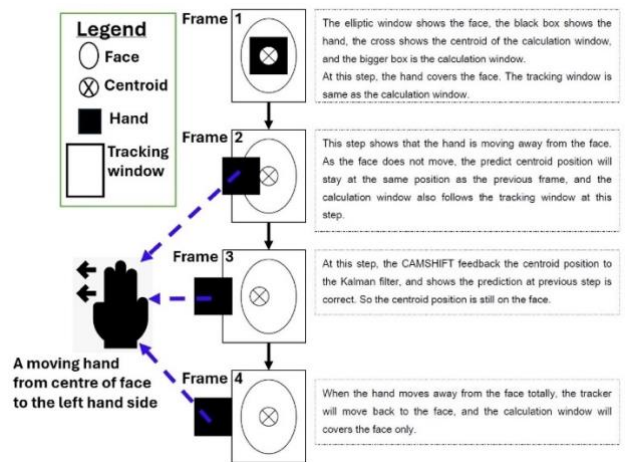 Legend
Face
Centroid
Hand
Tracking
window
Frame 1
The elliptic window shows the face, the black box shows the
hand, the cross shows the centroid of the calculation window,
and the bigger box is the calculation window.
At this step, the hand covers the face. The tracking window is
same as the calculation window.
Frame 2
This step shows that the hand is moving away from the face.
As the face does not move, the predict centroid position will
stay at the same position as the previous frame, and the
calculation window also follows the tracking window at this
step.
Frame 3
At this step, the CAMSHIFT feedback the centroid position to
the Kalman filter, and shows the prediction at previous step is
correct. So the centroid position is still on the face.
A moving hand
from centre of face
to the left hand side
Frame 4
When the hand moves away from the face totally, the tracker
will move back to the face, and the calculation window will
covers the face only.